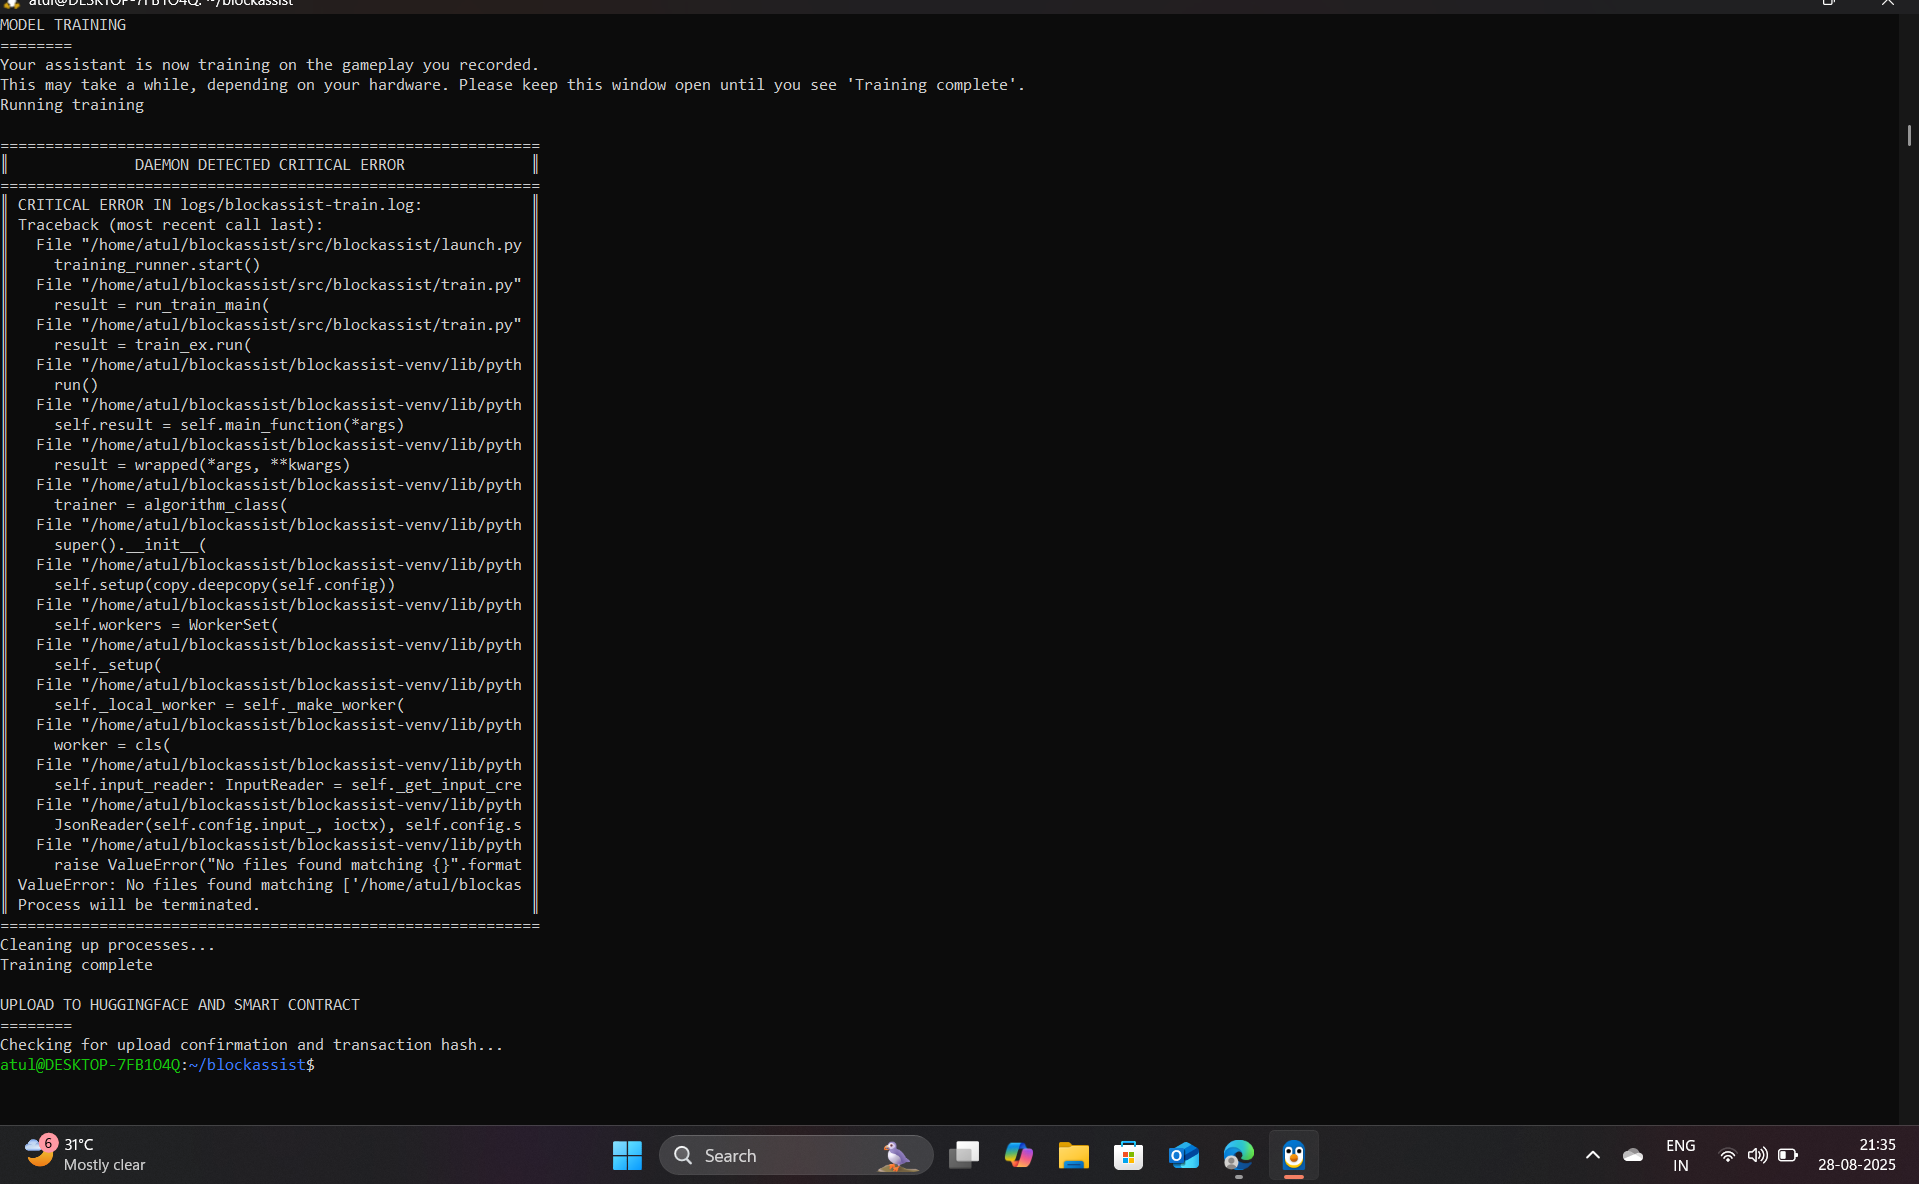 atul@DESKTOP-7FB1O4Q: ~/blockassist
MODEL TRAINING
========
Your assistant is now training on the gameplay you recorded.
This may take a while, depending on your hardware. Please keep this window open until you see 'Training complete'.
Running training
============================================================
DAEMON DETECTED CRITICAL ERROR
============================================================
CRITICAL ERROR IN logs/blockassist-train.log:
Traceback (most recent call last):
File "/home/atul/blockassist/src/blockassist/launch.py
training_runner.start()
File "/home/atul/blockassist/src/blockassist/train.py"
result = run_train_main(
File "/home/atul/blockassist/src/blockassist/train.py"
result = train_ex.run(
File "/home/atul/blockassist/blockassist-venv/lib/pyth
run()
File "/home/atul/blockassist/blockassist-venv/lib/pyth
self.result = self.main_function(*args)
File "/home/atul/blockassist/blockassist-venv/lib/pyth
result = wrapped(*args, **kwargs)
File "/home/atul/blockassist/blockassist-venv/lib/pyth
trainer = algorithm_class(
File "/home/atul/blockassist/blockassist-venv/lib/pyth
super().__init__(
File "/home/atul/blockassist/blockassist-venv/lib/pyth
self.setup(copy.deepcopy(self.config))
File "/home/atul/blockassist/blockassist-venv/lib/pyth
self.workers = WorkerSet(
File "/home/atul/blockassist/blockassist-venv/lib/pyth
self._setup(
File "/home/atul/blockassist/blockassist-venv/lib/pyth
self._local_worker = self._make_worker(
File "/home/atul/blockassist/blockassist-venv/lib/pyth
worker = cls(
File "/home/atul/blockassist/blockassist-venv/lib/pyth
self.input_reader: InputReader = self._get_input_cre
File "/home/atul/blockassist/blockassist-venv/lib/pyth
JsonReader(self.config.input_, ioctx), self.config.s
File "/home/atul/blockassist/blockassist-venv/lib/pyth
raise ValueError("No files found matching {}".format
ValueError: No files found matching ['/home/atul/blockas
Process will be terminated.
============================================================
Cleaning up processes...
Training complete
UPLOAD TO HUGGINGFACE AND SMART CONTRACT
========
Checking for upload confirmation and transaction hash...
atul@DESKTOP-7FB1O4Q:~/blockassist$
6
31°C
Mostly clear
Search
ENG
IN
21:35
28-08-2025